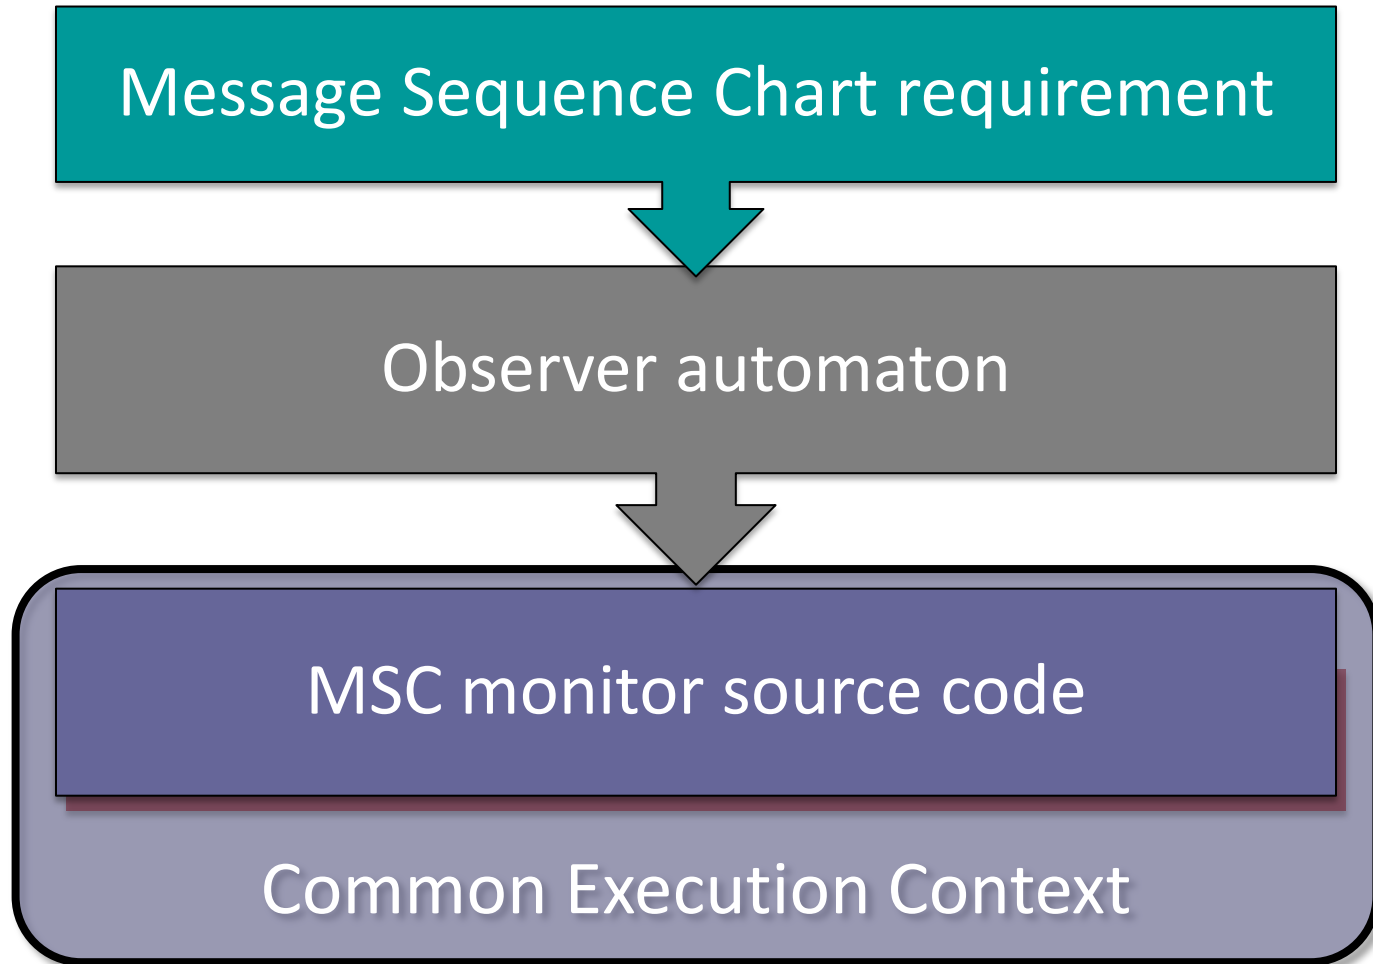 Message Sequence Chart requirement
Observer automaton
MSC monitor source code
Common Execution Context